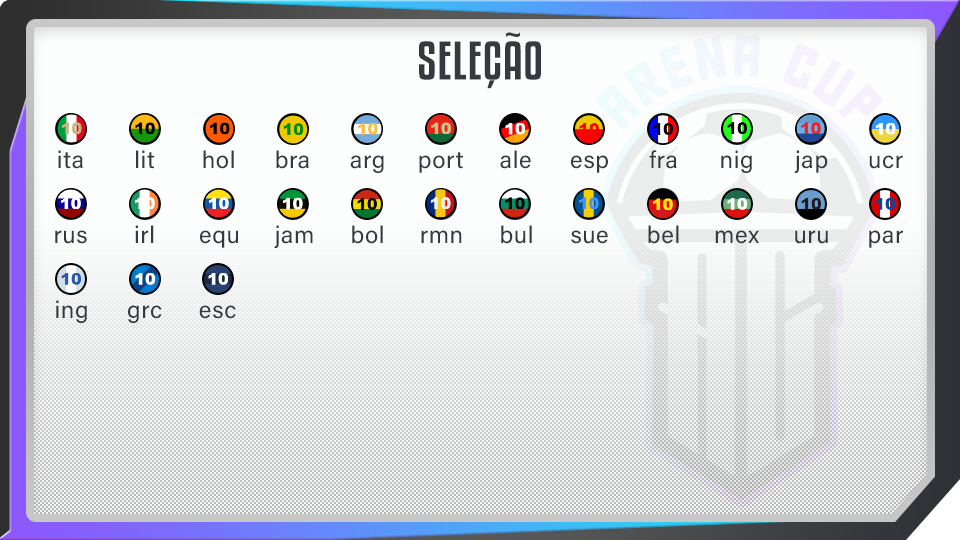 SELEÇÃO
ARENA CUP
10 10 10 10 10 10 10 10 10 10 10 10
ita lit hol bra arg port ale esp fra nig jap ucr
10 10 10 10 10 10 10 10 10 10 10 10
rus irl equ jam bol rmn bul sue bel mex uru par
10 10 10
ing grc esc